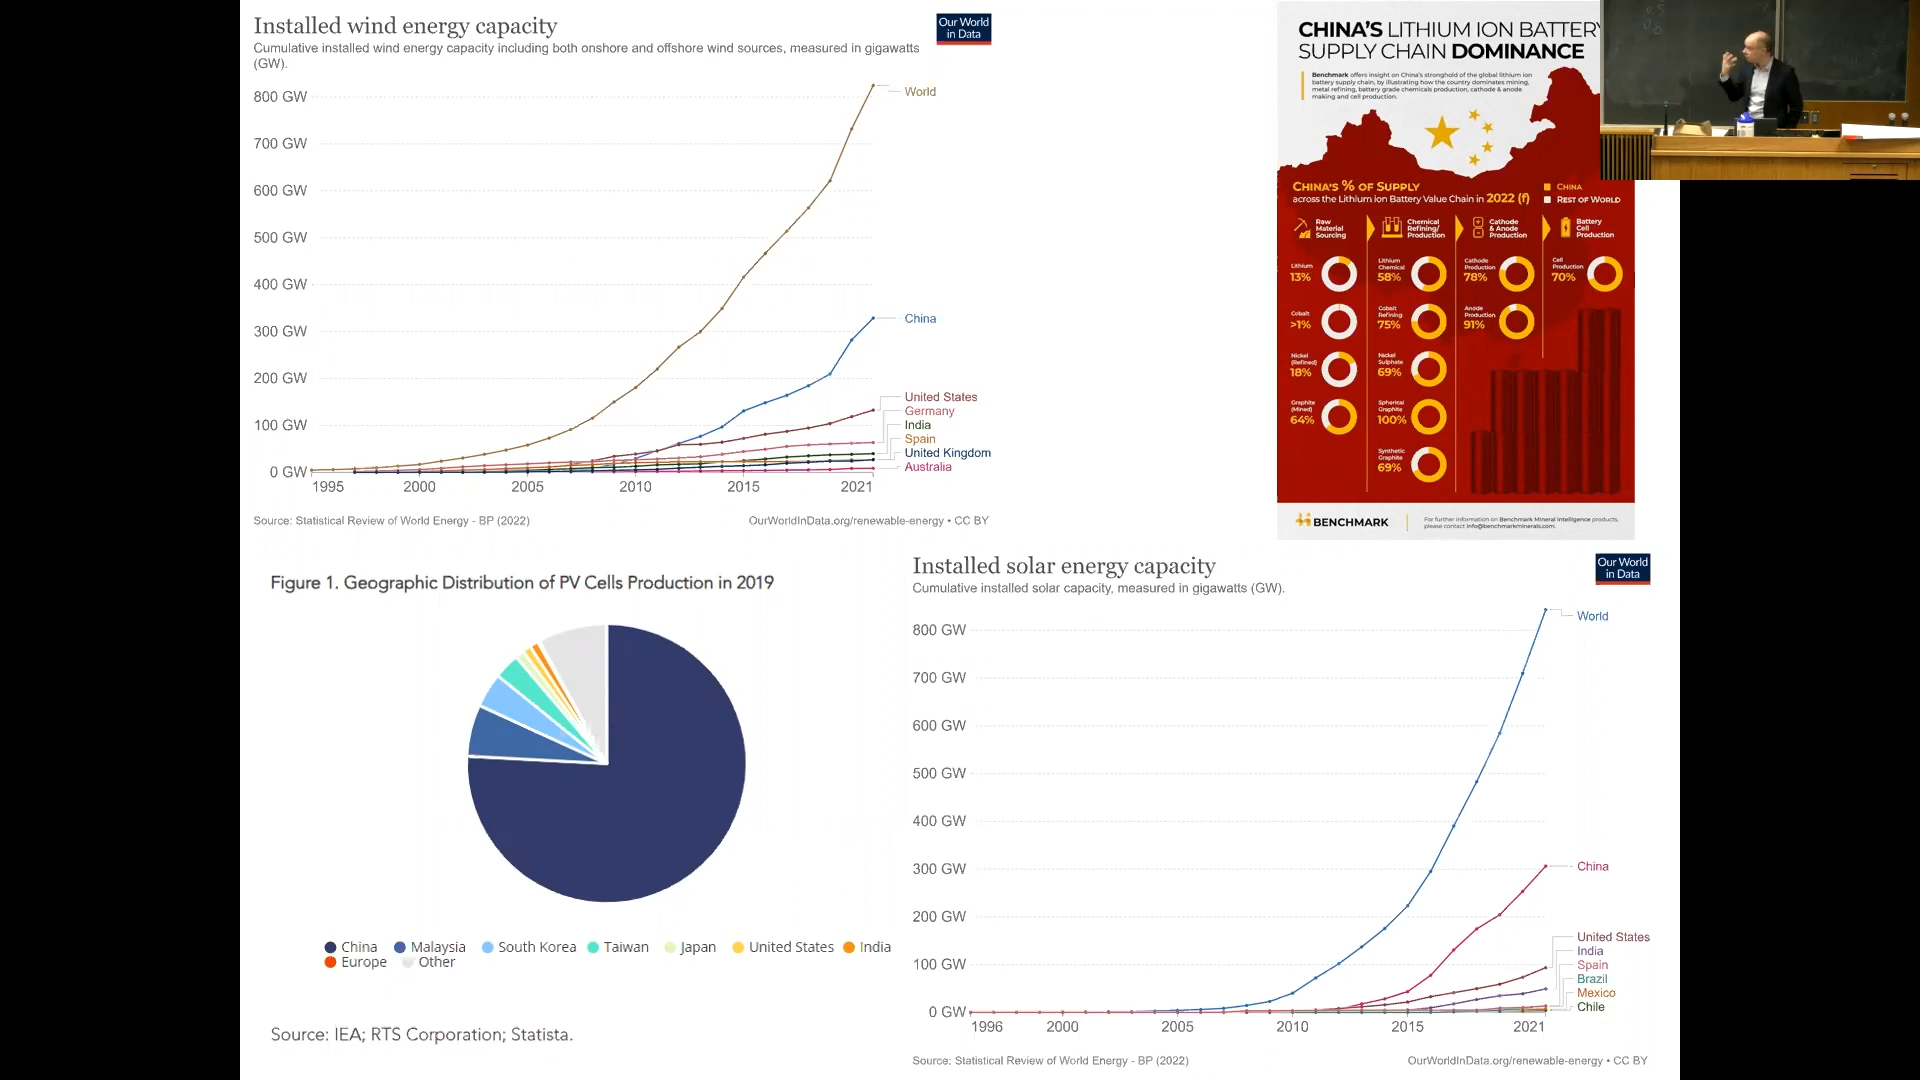 Installed wind energy capacity
Cumulative installed wind energy capacity including both onshore and offshore wind sources, measured in gigawatts
(GW).
Our World
in Data
800 GW
700 GW
600 GW
500 GW
400 GW
300 GW
200 GW
100 GW
0 GW
1995
2000
2005
2010
2015
2021
World
China
United States
Germany
India
Spain
United Kingdom
Australia
Source: Statistical Review of World Energy - BP (2022)
OurWorldInData.org/renewable-energy • CC BY
CHINA'S LITHIUM ION BATTERY
SUPPLY CHAIN DOMINANCE
Benchmark offers insight on China's stronghold of the global lithium ion
battery supply chain, by illustrating how the country dominates mining,
metal refining, battery grade chemicals production, cathode & anode
making and cell production.
CHINA'S % OF SUPPLY
across the Lithium ion Battery Value Chain in 2022 (f)
CHINA
REST OF WORLD
Raw
Material
Sourcing
Chemical
Refining/
Production
Cathode
& Anode
Production
Battery
Cell
Production
Lithium
13%
Cobalt
>1%
Nickel
(Refined)
18%
Graphite
(Mined)
64%
Lithium
Chemical
58%
Cobalt
Refining
75%
Nickel
Sulphate
69%
Spherical
Graphite
100%
Synthetic
Graphite
69%
Cathode
Production
78%
Anode
Production
91%
Cell
Production
70%
BENCHMARK
For further information on Benchmark Mineral Intelligence products,
please contact info@benchmarkminerals.com.
Figure 1. Geographic Distribution of PV Cells Production in 2019
China
Malaysia
South Korea
Taiwan
Japan
United States
India
Europe
Other
Source: IEA; RTS Corporation; Statista.
Installed solar energy capacity
Cumulative installed solar capacity, measured in gigawatts (GW).
Our World
in Data
800 GW
700 GW
600 GW
500 GW
400 GW
300 GW
200 GW
100 GW
0 GW
1996
2000
2005
2010
2015
2021
World
China
United States
India
Spain
Brazil
Mexico
Chile
Source: Statistical Review of World Energy - BP (2022)
OurWorldInData.org/renewable-energy • CC BY